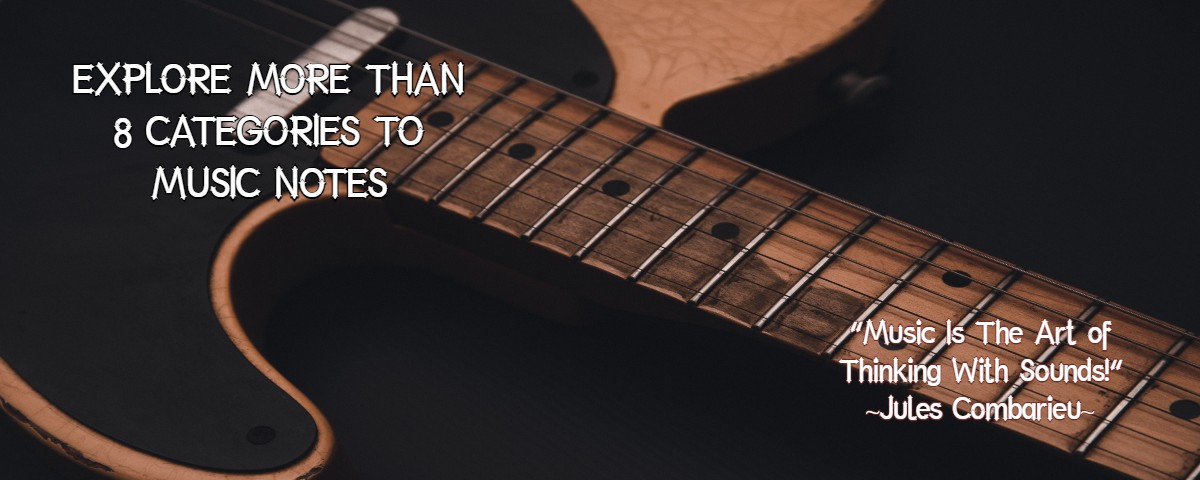 EXPLORE MORE THAN
8 CATEGORIES TO
MUSIC NOTES
"Music Is The Art of
Thinking With Sounds!"
~Jules Combarieu~